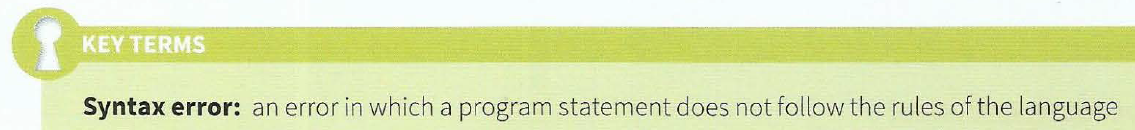 KEY TERMS
Syntax error: an error in which a program statement does not follow the rules of the language